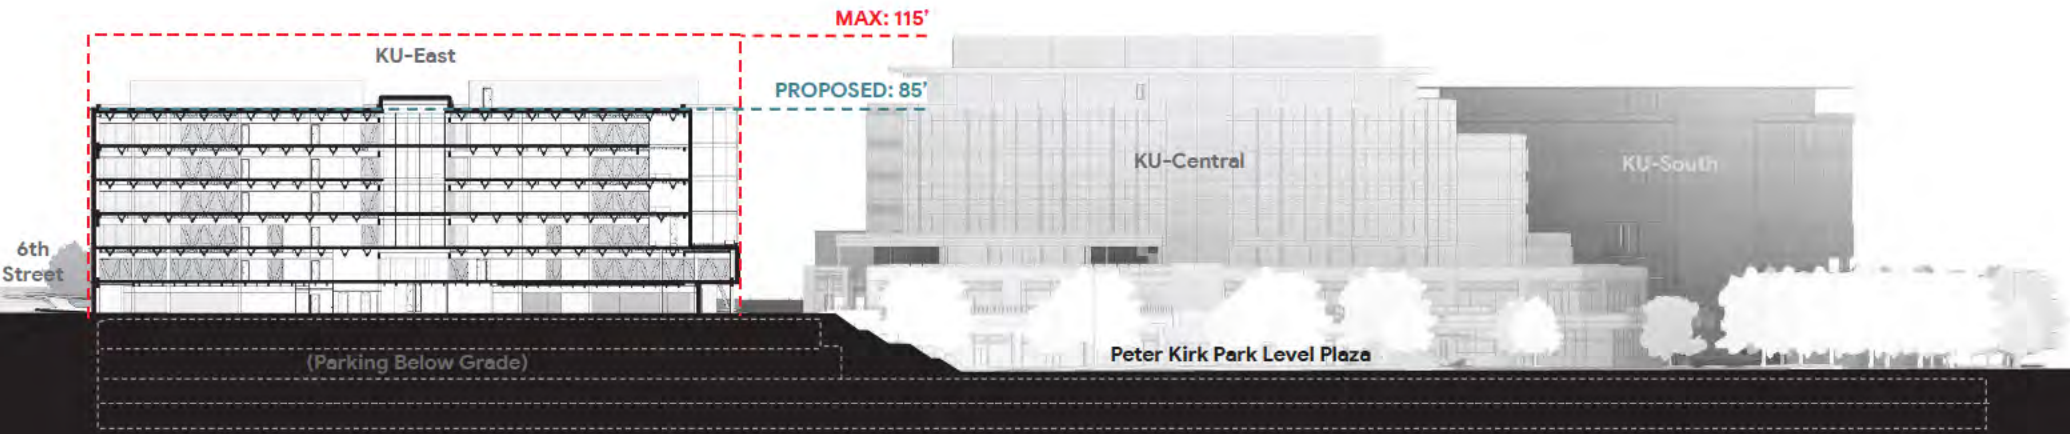 MAX: 115'
KU-East
PROPOSED: 85'
KU-Central
KU-South
6th
Street
(Parking Below Grade)
Peter Kirk Park Level Plaza